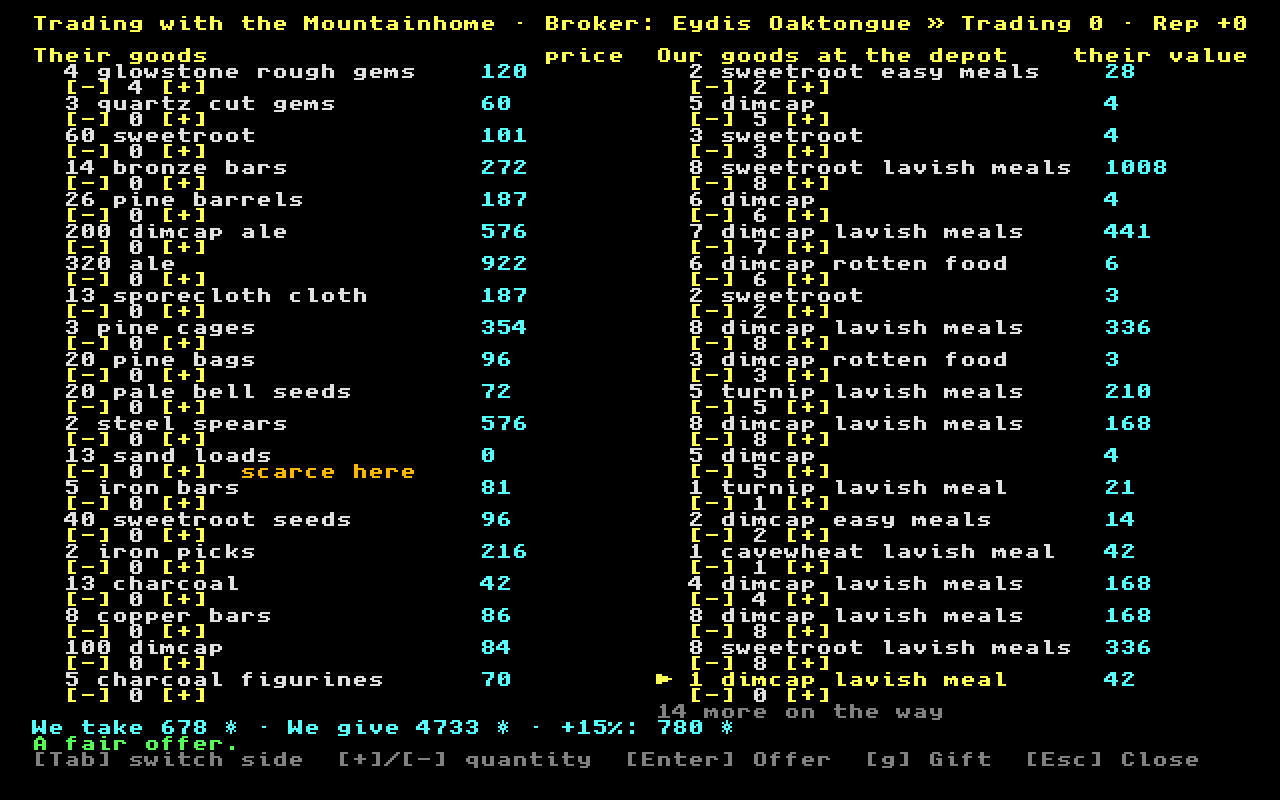 Trading with the Mountainhome · Broker: Eydis Oaktongue » Trading 0 · Rep +0
Their goods price Our goods at the depot their value
4 glowstone rough gems 120 2 sweetroot easy meals 28
[-] 4 [+] [-] 2 [+]
3 quartz cut gems 60 5 dimcap 4
[-] 0 [+] [-] 5 [+]
60 sweetroot 101 3 sweetroot 4
[-] 0 [+] [-] 3 [+]
14 bronze bars 272 8 sweetroot lavish meals 1008
[-] 0 [+] [-] 8 [+]
26 pine barrels 187 6 dimcap 4
[-] 0 [+] [-] 6 [+]
200 dimcap ale 576 7 dimcap lavish meals 441
[-] 0 [+] [-] 7 [+]
320 ale 922 6 dimcap rotten food 6
[-] 0 [+] [-] 6 [+]
13 sporecloth cloth 187 2 sweetroot 3
[-] 0 [+] [-] 2 [+]
3 pine cages 354 8 dimcap lavish meals 336
[-] 0 [+] [-] 8 [+]
20 pine bags 96 3 dimcap rotten food 3
[-] 0 [+] [-] 3 [+]
20 pale bell seeds 72 5 turnip lavish meals 210
[-] 0 [+] [-] 5 [+]
2 steel spears 576 8 dimcap lavish meals 168
[-] 0 [+] [-] 8 [+]
13 sand loads 0 5 dimcap 4
[-] 0 [+] scarce here [-] 5 [+]
5 iron bars 81 1 turnip lavish meal 21
[-] 0 [+] [-] 1 [+]
40 sweetroot seeds 96 2 dimcap easy meals 14
[-] 0 [+] [-] 2 [+]
2 iron picks 216 1 cavewheat lavish meal 42
[-] 0 [+] [-] 1 [+]
13 charcoal 42 4 dimcap lavish meals 168
[-] 0 [+] [-] 4 [+]
8 copper bars 86 8 dimcap lavish meals 168
[-] 0 [+] [-] 8 [+]
100 dimcap 84 8 sweetroot lavish meals 336
[-] 0 [+] [-] 8 [+]
5 charcoal figurines 70 ► 1 dimcap lavish meal 42
[-] 0 [+] [-] 0 [+]
14 more on the way
We take 678 * · We give 4733 * · +15%: 780 *
A fair offer.
[Tab] switch side [+]/[-] quantity [Enter] Offer [g] Gift [Esc] Close